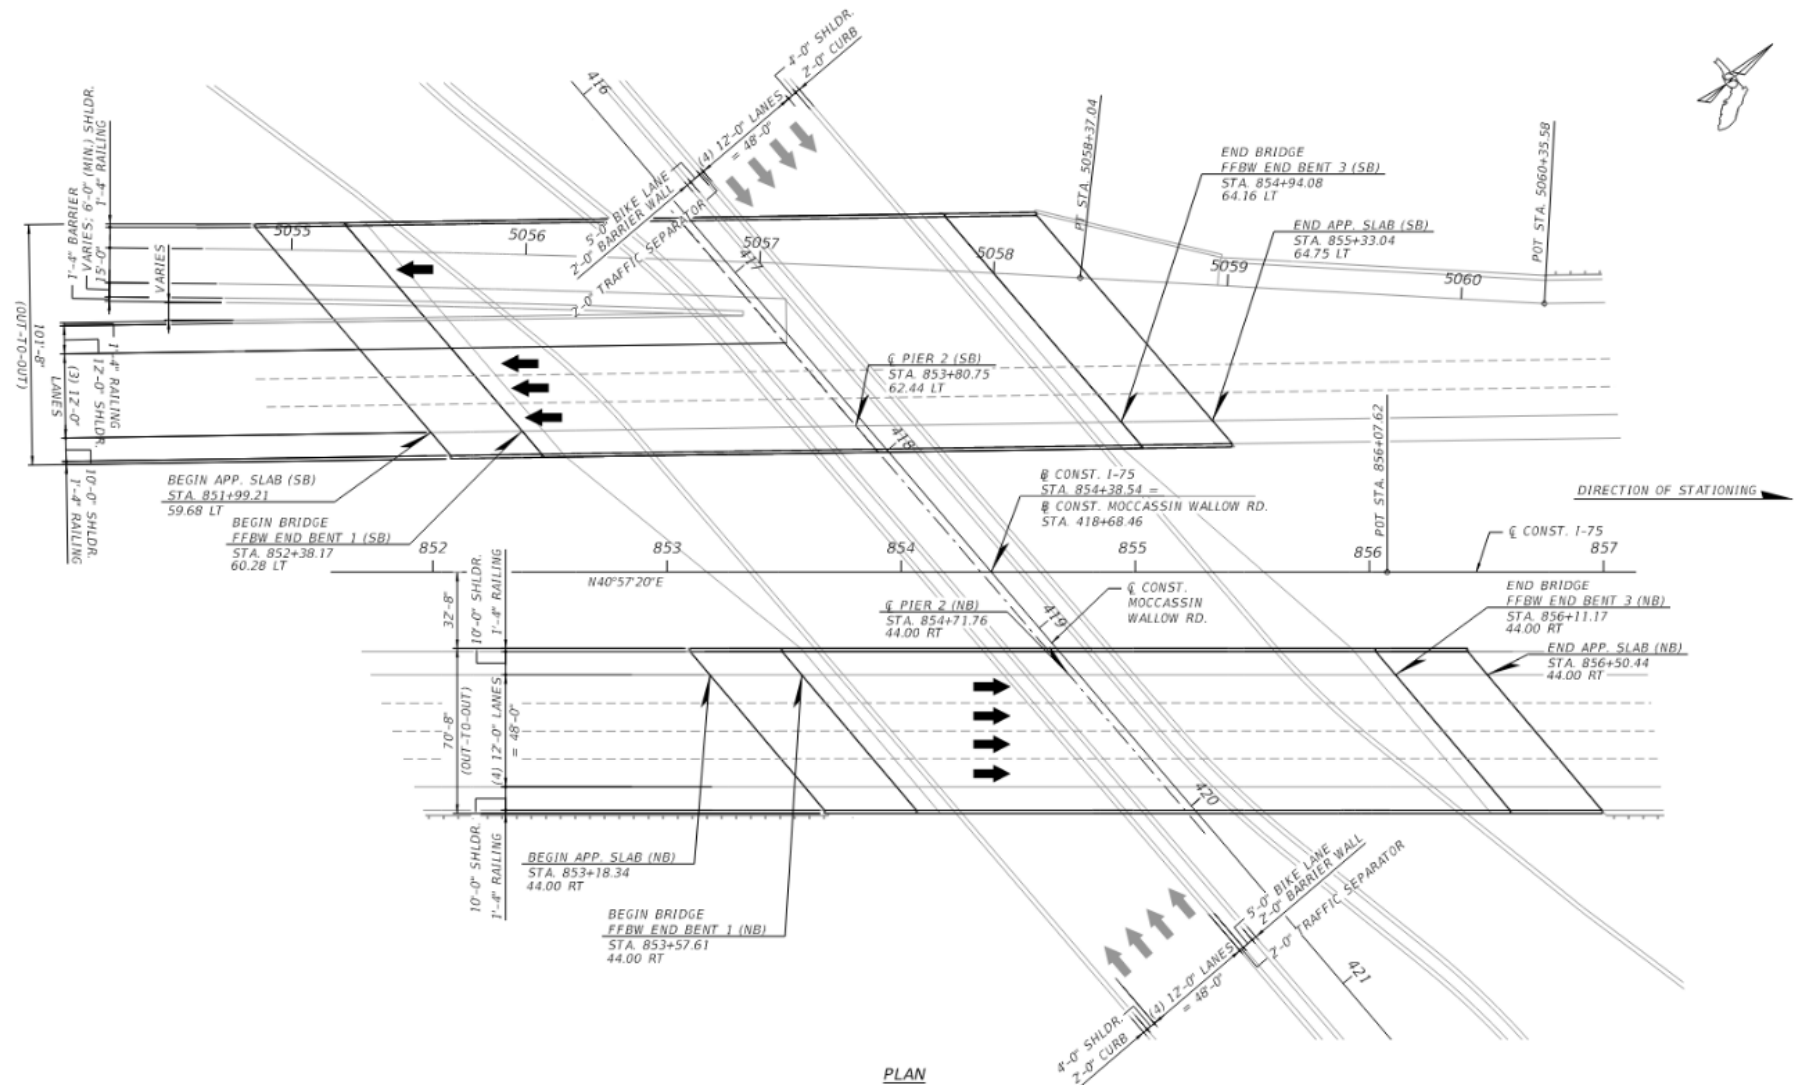 4'-0" SHLDR.
2'-0" CURB
(4) 12'-0" LANES
= 48'-0"
5'-0" BIKE LANE
2'-0" BARRIER WALL
2'-0" TRAFFIC SEPARATOR
416
417
418
419
420
421
1'-4" BARRIER
VARIES: 6'-0" (MIN.) SHLDR.
15'-0"
1'-4" RAILING
VARIES
101'-8"
(OUT-TO-OUT)
(3) 12'-0"
LANES
12'-0" SHLDR.
1'-4" RAILING
10'-0" SHLDR.
1'-4" RAILING
5055
5056
5057
5058
5059
5060
PT STA. 5058+37.04
POT STA. 5060+35.58
END BRIDGE
FFBW END BENT 3 (SB)
STA. 854+94.08
64.16 LT
END APP. SLAB (SB)
STA. 855+33.04
64.75 LT
℄ PIER 2 (SB)
STA. 853+80.75
62.44 LT
BEGIN APP. SLAB (SB)
STA. 851+99.21
59.68 LT
BEGIN BRIDGE
FFBW END BENT 1 (SB)
STA. 852+38.17
60.28 LT
B CONST. I-75
STA. 854+38.54 =
B CONST. MOCCASSIN WALLOW RD.
STA. 418+68.46
POT STA. 856+07.62
DIRECTION OF STATIONING
852
853
854
855
856
857
N40°57'20"E
℄ CONST. I-75
℄ CONST.
MOCCASSIN
WALLOW RD.
℄ PIER 2 (NB)
STA. 854+71.76
44.00 RT
END BRIDGE
FFBW END BENT 3 (NB)
STA. 856+11.17
44.00 RT
END APP. SLAB (NB)
STA. 856+50.44
44.00 RT
32'-8"
10'-0" SHLDR.
1'-4" RAILING
70'-8"
(OUT-TO-OUT)
(4) 12'-0" LANES
= 48'-0"
10'-0" SHLDR.
1'-4" RAILING
BEGIN APP. SLAB (NB)
STA. 853+18.34
44.00 RT
BEGIN BRIDGE
FFBW END BENT 1 (NB)
STA. 853+57.61
44.00 RT
5'-0" BIKE LANE
2'-0" BARRIER WALL
2'-0" TRAFFIC SEPARATOR
(4) 12'-0" LANES
= 48'-0"
4'-0" SHLDR.
2'-0" CURB
PLAN